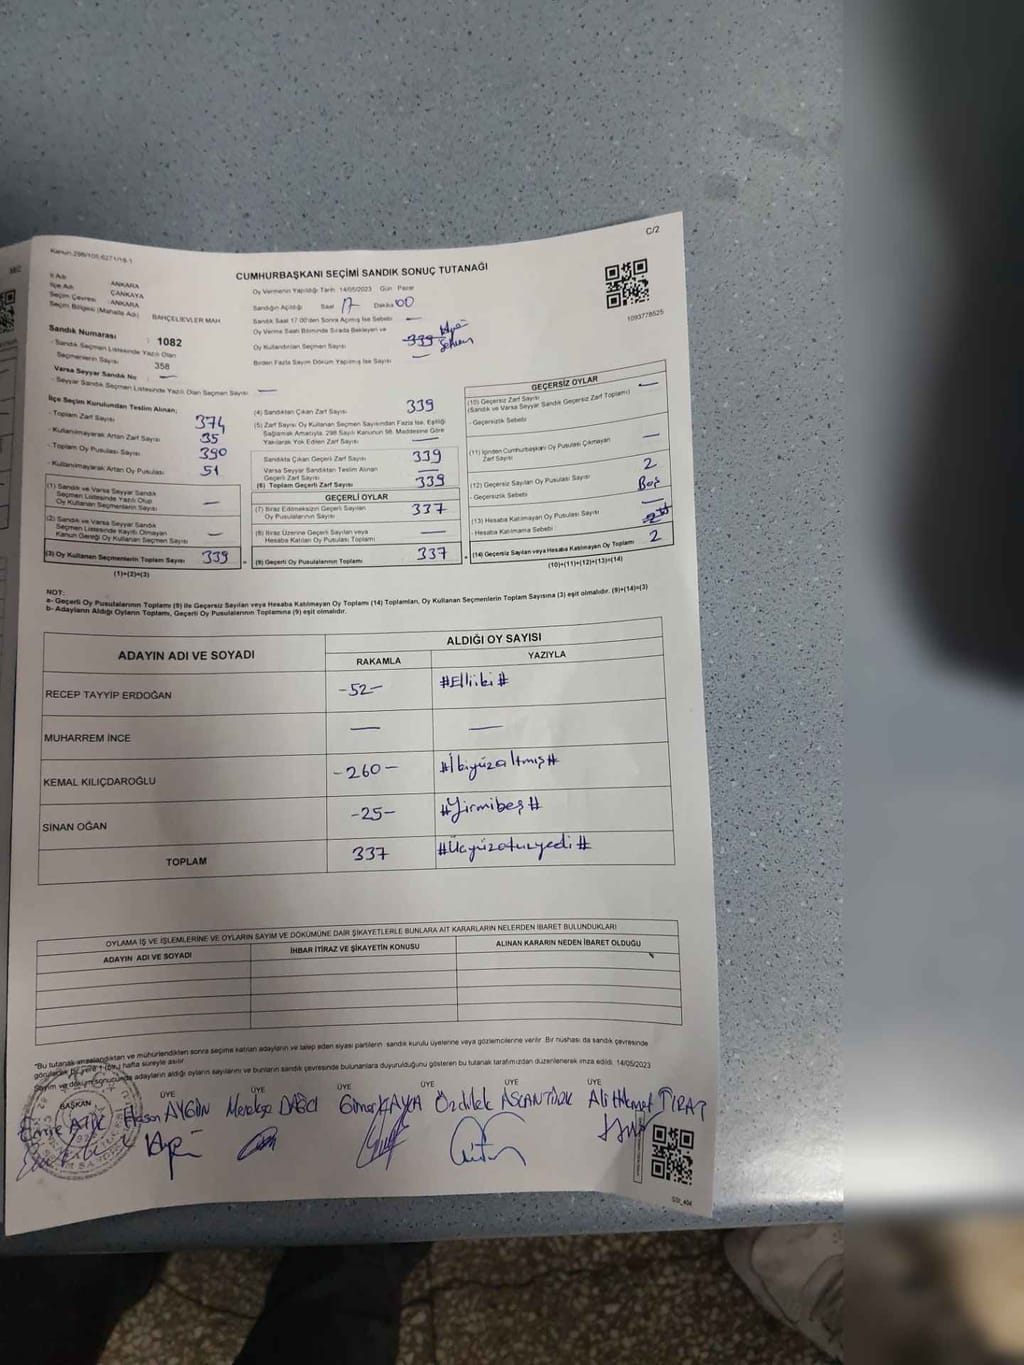 Kanun:298/105,6271/19-1
C/2
CUMHURBAŞKANI SEÇİMİ SANDIK SONUÇ TUTANAĞI
1093778525
İl Adı : ANKARA
İlçe Adı : ÇANKAYA
Seçim Çevresi : ANKARA
Seçim Bölgesi (Mahalle Adı) BAHÇELİEVLER MAH
Sandık Numarası : 1082
- Sandık Seçmen Listesinde Yazılı Olan
Seçmenlerin Sayısı 358
Varsa Seyyar Sandık No : —
- Seyyar Sandık Seçmen Listesinde Yazılı Olan Seçmen Sayısı —
Oy Vermenin Yapıldığı Tarih 14/05/2023 Gün Pazar
Sandığın Açıldığı Saat 17 Dakika 00
Sandık Saat 17:00'den Sonra Açılmış İse Sebebi —
Oy Verme Saati Bitiminde Sırada Bekleyen ve
Oy Kullandırılan Seçmen Sayısı 339
Birden Fazla Sayım Döküm Yapılmış İse Sayısı —
İlçe Seçim Kurulundan Teslim Alınan;
- Toplam Zarf Sayısı 374
- Kullanılmayarak Artan Zarf Sayısı 35
- Toplam Oy Pusulası Sayısı 390
- Kullanılmayarak Artan Oy Pusulası 51
(1) Sandık ve Varsa Seyyar Sandık
Seçmen Listesinde Yazılı Olup
Oy Kullanan Seçmenlerin Sayısı —
(2) Sandık ve Varsa Seyyar Sandık
Seçmen Listesinde Kayıtlı Olmayan
Kanun Gereği Oy Kullanan Seçmen Sayısı —
(3) Oy Kullanan Seçmenlerin Toplam Sayısı 339
(1)+(2)=(3)
(4) Sandıktan Çıkan Zarf Sayısı 339
(5) Zarf Sayısı Oy Kullanan Seçmen Sayısından Fazla İse, Eşitliği
Sağlamak Amacıyla, 298 Sayılı Kanunun 98. Maddesine Göre
Yakılarak Yok Edilen Zarf Sayısı —
Sandıkta Çıkan Geçerli Zarf Sayısı 339
Varsa Seyyar Sandıktan Teslim Alınan
Geçerli Zarf Sayısı —
(6) Toplam Geçerli Zarf Sayısı 339
GEÇERLİ OYLAR
(7) İtiraz Edilmeksizin Geçerli Sayılan
Oy Pusulalarının Sayısı 337
(8) İtiraz Üzerine Geçerli Sayılan veya
Hesaba Katılan Oy Pusulası Toplamı —
(9) Geçerli Oy Pusulalarının Toplamı 337
GEÇERSİZ OYLAR
(10) Geçersiz Zarf Sayısı —
(Sandık ve Varsa Seyyar Sandık Geçersiz Zarf Toplamı)
- Geçersizlik Sebebi
(11) İçinden Cumhurbaşkanı Oy Pusulası Çıkmayan
Zarf Sayısı —
(12) Geçersiz Sayılan Oy Pusulası Sayısı 2
- Geçersizlik Sebebi Boş
(13) Hesaba Katılmayan Oy Pusulası Sayısı —
- Hesaba Katılmama Sebebi :
(14) Geçersiz Sayılan veya Hesaba Katılmayan Oy Toplamı 2
(10)+(11)+(12)+(13)=(14)
NOT:
a- Geçerli Oy Pusulalarının Toplamı (9) ile Geçersiz Sayılan veya Hesaba Katılmayan Oy Toplamı (14) Toplamları, Oy Kullanan Seçmenlerin Toplam Sayısına (3) eşit olmalıdır. (9)+(14)=(3)
b- Adayların Aldığı Oyların Toplamı, Geçerli Oy Pusulalarının Toplamına (9) eşit olmalıdır.
ADAYIN ADI VE SOYADI ALDIĞI OY SAYISI
RAKAMLA YAZIYLA
RECEP TAYYİP ERDOĞAN -52- #Elliiki#
MUHARREM İNCE — —
KEMAL KILIÇDAROĞLU -260- #İkiyüzaltmış#
SİNAN OĞAN -25- #Yirmibeş#
TOPLAM 337 #Üçyüzotuzyedi#
OYLAMA İŞ VE İŞLEMLERİNE VE OYLARIN SAYIM VE DÖKÜMÜNE DAİR ŞİKAYETLERLE BUNLARA AİT KARARLARIN NELERDEN İBARET BULUNDUKLARI
ADAYIN ADI VE SOYADI İHBAR İTİRAZ VE ŞİKAYETİN KONUSU ALINAN KARARIN NEDEN İBARET OLDUĞU
"Bu tutanak imzalandıktan ve mühürlendikten sonra seçime katılan adayların ve talep eden siyasi partilerin sandık kurulu üyelerine veya gözlemcilerine verilir. Bir nüshası da sandık çevresinde
görülecek bir yere 1 (bir) hafta süreyle asılır.
Sayım ve döküm sonucunda adayların aldığı oyların sayılarını ve bunların sandık çevresinde bulunanlara duyurulduğunu gösteren bu tutanak tarafımızdan düzenlenerek imza edildi. 14/05/2023
BAŞKAN ÜYE ÜYE ÜYE ÜYE ÜYE ÜYE
Hasan AYGÜN Özdilek ASLANTÜRK Ali Hikmet
SSI_404